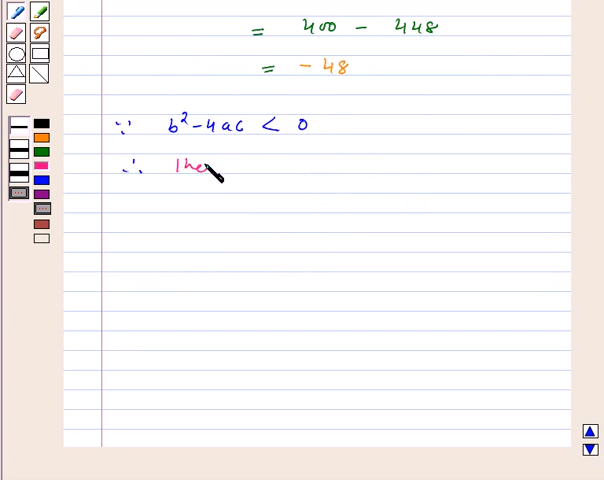 = 400 - 448
= - 48
∵ b² - 4ac < 0
∴ the